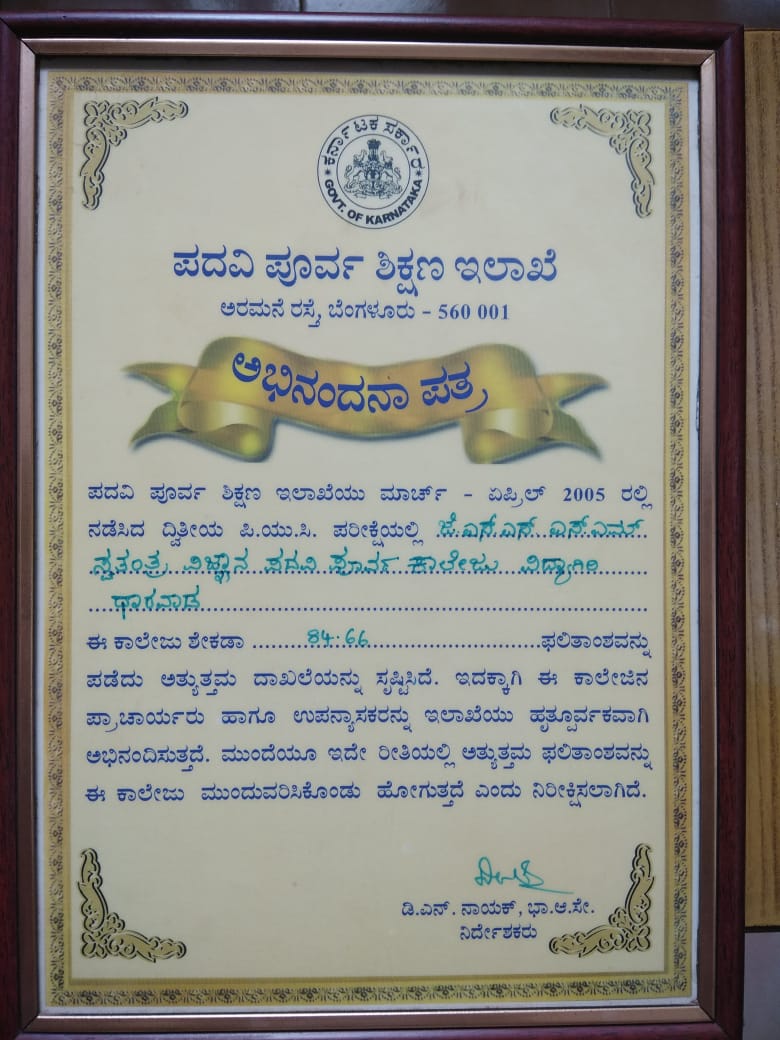 ಕರ್ನಾಟಕ ಸರ್ಕಾರ
GOVT. OF KARNATAKA
ಪದವಿ ಪೂರ್ವ ಶಿಕ್ಷಣ ಇಲಾಖೆ
ಅರಮನೆ ರಸ್ತೆ, ಬೆಂಗಳೂರು – 560 001
ಅಭಿನಂದನಾ ಪತ್ರ
ಪದವಿ ಪೂರ್ವ ಶಿಕ್ಷಣ ಇಲಾಖೆಯು ಮಾರ್ಚ್ – ಏಪ್ರಿಲ್ 2005 ರಲ್ಲಿ
ನಡೆಸಿದ ದ್ವಿತೀಯ ಪಿ.ಯು.ಸಿ. ಪರೀಕ್ಷೆಯಲ್ಲಿ ಜೆ.ಎಸ್.ಎಸ್ ಎಸ್.ಎಮ್
ಸ್ವತಂತ್ರ ವಿಜ್ಞಾನ ಪದವಿ ಪೂರ್ವ ಕಾಲೇಜು ವಿದ್ಯಾಗಿರಿ
ಧಾರವಾಡ
ಈ ಕಾಲೇಜು ಶೇಕಡಾ 84.66 ಫಲಿತಾಂಶವನ್ನು
ಪಡೆದು ಅತ್ಯುತ್ತಮ ದಾಖಲೆಯನ್ನು ಸೃಷ್ಟಿಸಿದೆ. ಇದಕ್ಕಾಗಿ ಈ ಕಾಲೇಜಿನ
ಪ್ರಾಚಾರ್ಯರು ಹಾಗೂ ಉಪನ್ಯಾಸಕರನ್ನು ಇಲಾಖೆಯು ಹೃತ್ಪೂರ್ವಕವಾಗಿ
ಅಭಿನಂದಿಸುತ್ತದೆ. ಮುಂದೆಯೂ ಇದೇ ರೀತಿಯಲ್ಲಿ ಅತ್ಯುತ್ತಮ ಫಲಿತಾಂಶವನ್ನು
ಈ ಕಾಲೇಜು ಮುಂದುವರಿಸಿಕೊಂಡು ಹೋಗುತ್ತದೆ ಎಂದು ನಿರೀಕ್ಷಿಸಲಾಗಿದೆ.
ಡಿ.ಎನ್. ನಾಯಕ್, ಭಾ.ಆ.ಸೇ.
ನಿರ್ದೇಶಕರು